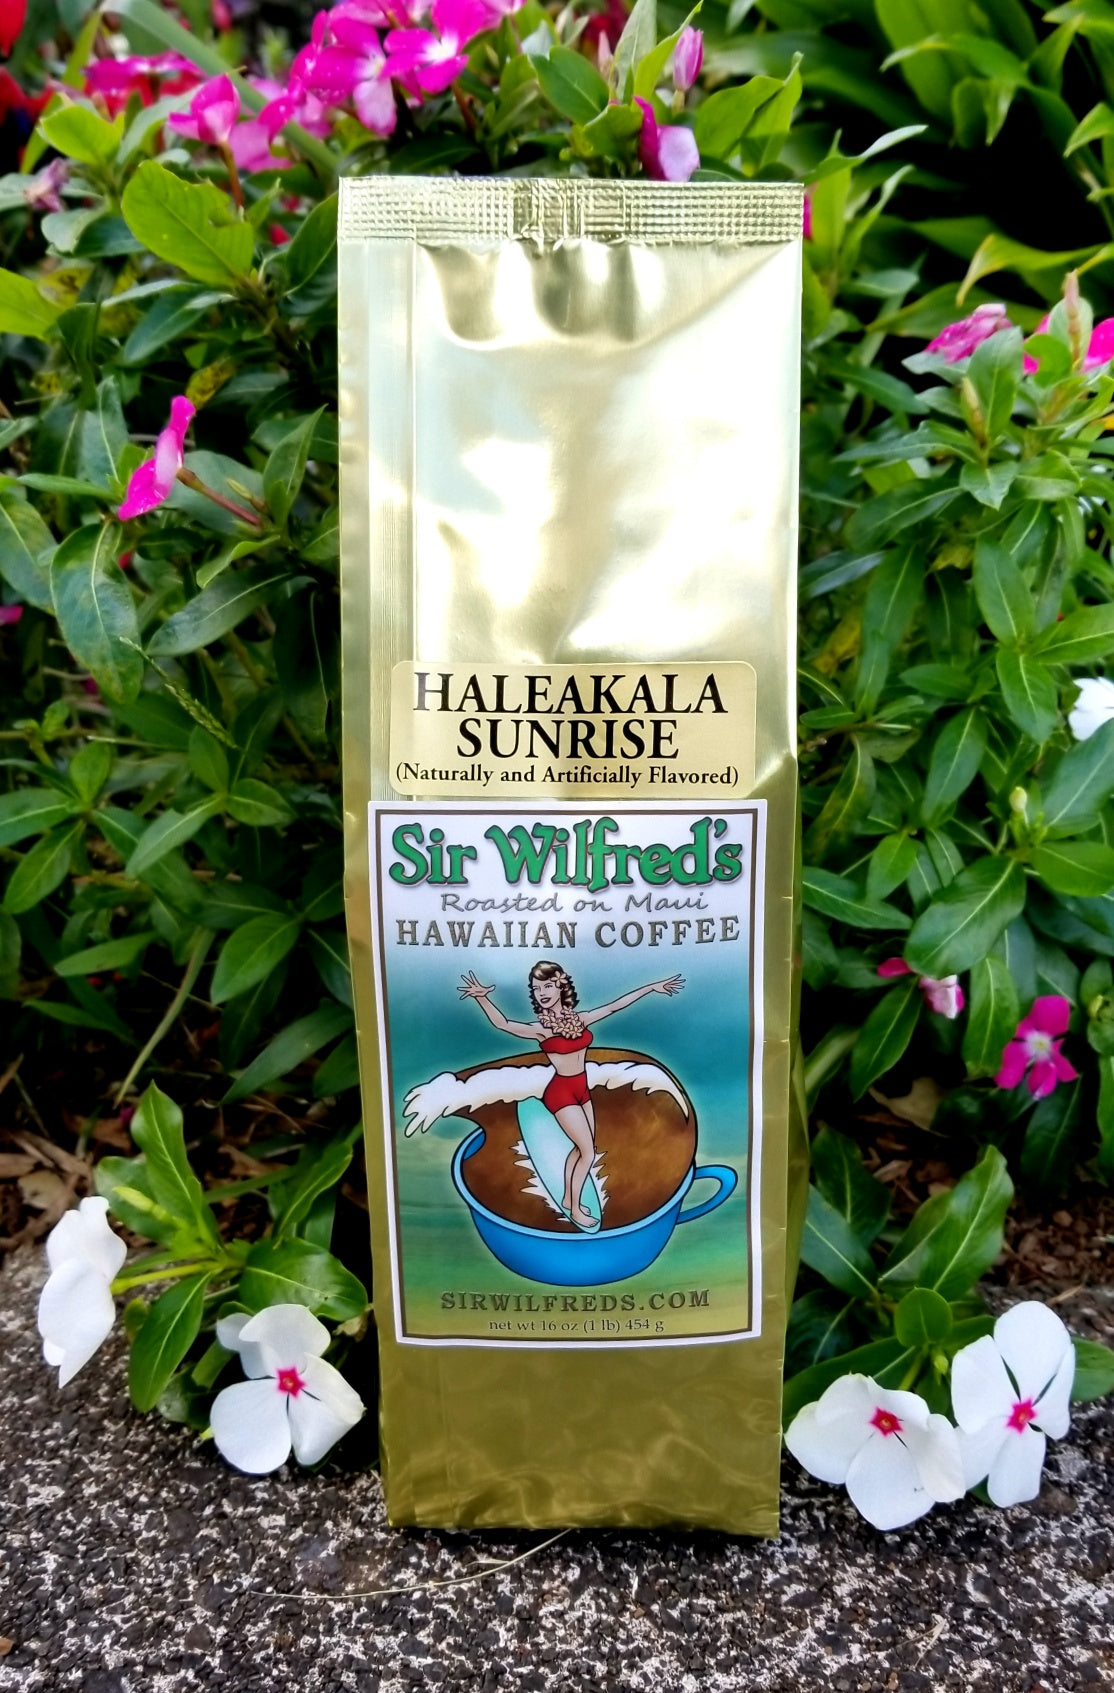 HALEAKALA
SUNRISE
(Naturally and Artificially Flavored)
Sir Wilfred's
Roasted on Maui
HAWAIIAN COFFEE
SIRWILFREDS.COM
net wt 16 oz (1 lb) 454 g